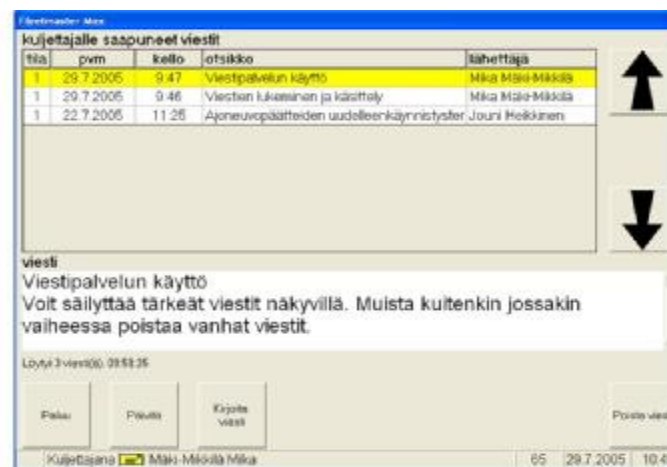 Fleetmaster Max
kuljettajalle saapuneet viestit
tila pvm kello otsikko lähettäjä
1 29.7.2005 9:47 Viestipalvelun käyttö Mika Mäki-Mikkilä
1 29.7.2005 9:46 Viestien lukeminen ja käsittely Mika Mäki-Mikkilä
1 22.7.2005 11:25 Ajoneuvopäätteiden uudelleenkäynnistyster Jouni Heikkinen
viesti
Viestipalvelun käyttö
Voit säilyttää tärkeät viestit näkyvillä. Muista kuitenkin jossakin
vaiheessa poistaa vanhat viestit.
Löytyi 3 viesti(ä).
Paluu Päivitä Kirjoita
viesti
Poista
Kuljettajana Mäki-Mikkilä Mika 65 29.7.2005